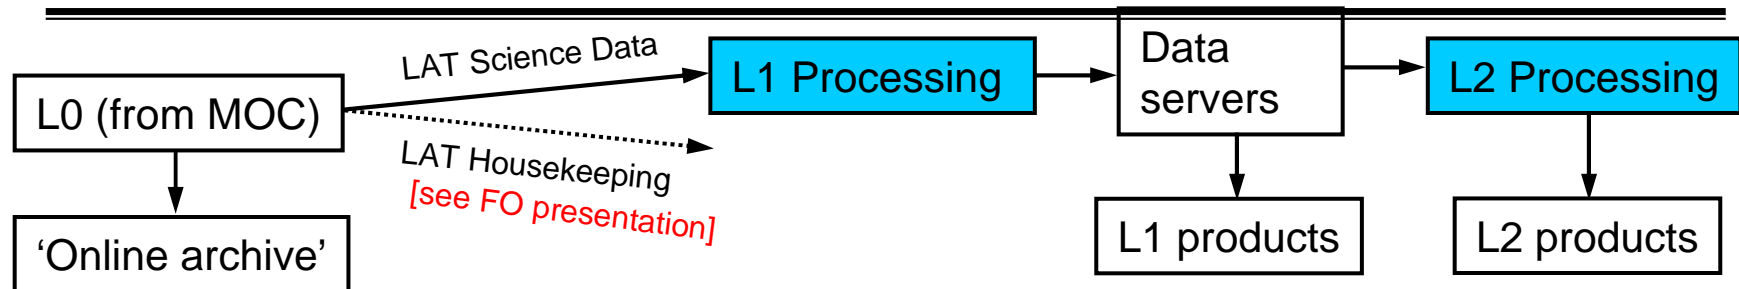 L0 (from MOC)
‘Online archive’
LAT Science Data
LAT Housekeeping
[see FO presentation]
L1 Processing
Data
servers
L1 products
L2 Processing
L2 products